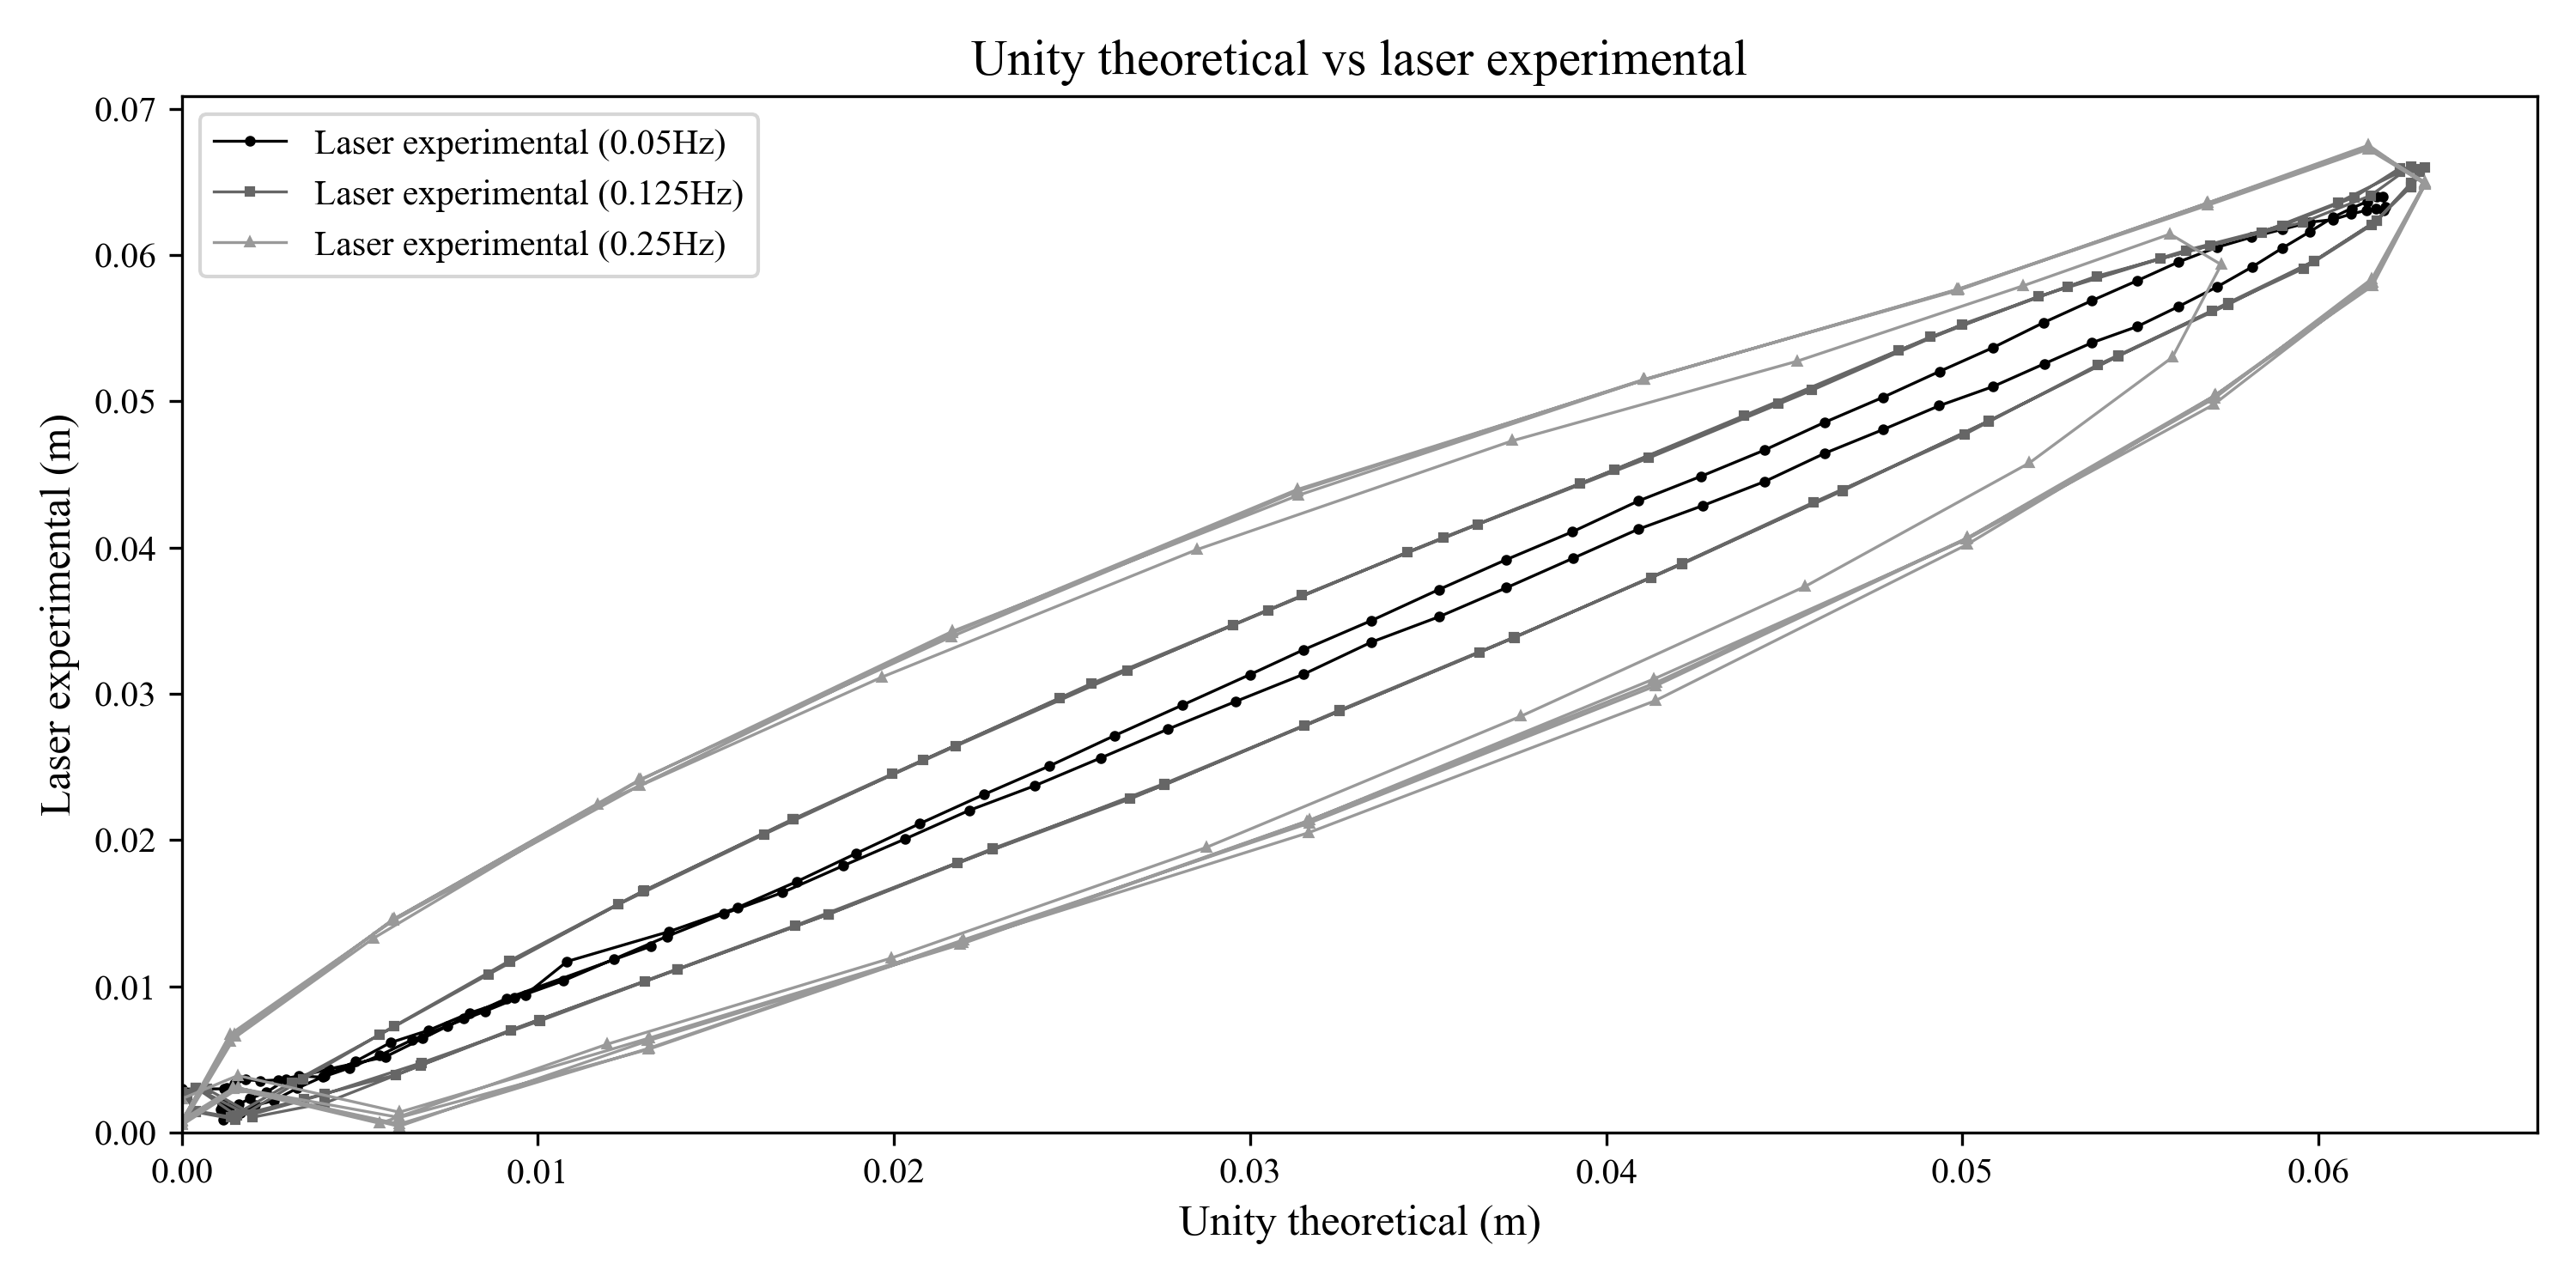 Unity theoretical vs laser experimental
Laser experimental (0.05Hz)
Laser experimental (0.125Hz)
Laser experimental (0.25Hz)
Laser experimental (m)
0.07
0.06
0.05
0.04
0.03
0.02
0.01
0.00
0.00 0.01 0.02 0.03 0.04 0.05 0.06
Unity theoretical (m)